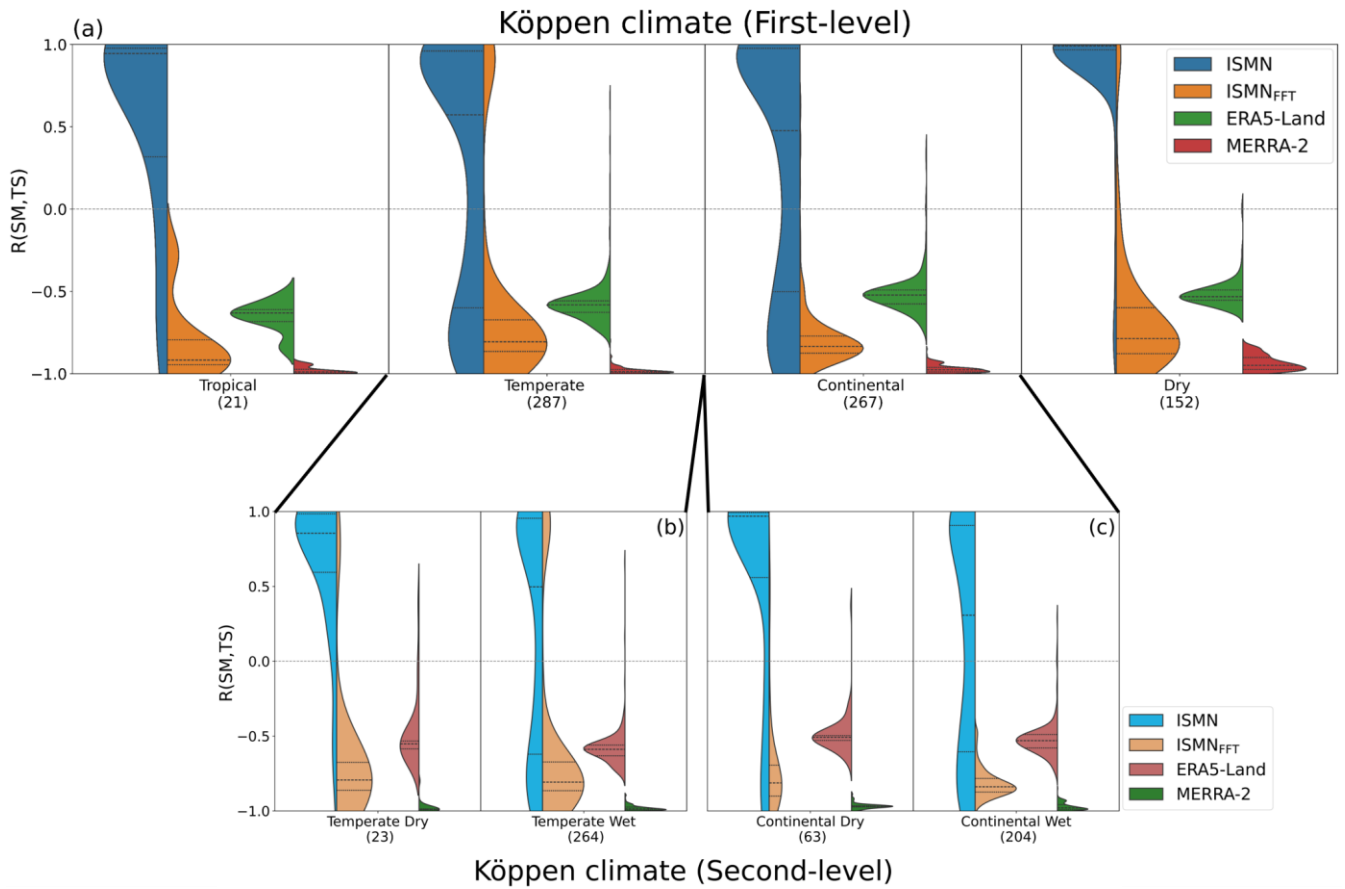 Köppen climate (First-level)
(a)
1.0
0.5
0.0
−0.5
−1.0
R(SM,TS)
ISMN
ISMN_FFT
ERA5-Land
MERRA-2
Tropical
(21)
Temperate
(287)
Continental
(267)
Dry
(152)
(b)
(c)
1.0
0.5
0.0
−0.5
−1.0
R(SM,TS)
ISMN
ISMN_FFT
ERA5-Land
MERRA-2
Temperate Dry
(23)
Temperate Wet
(264)
Continental Dry
(63)
Continental Wet
(204)
Köppen climate (Second-level)